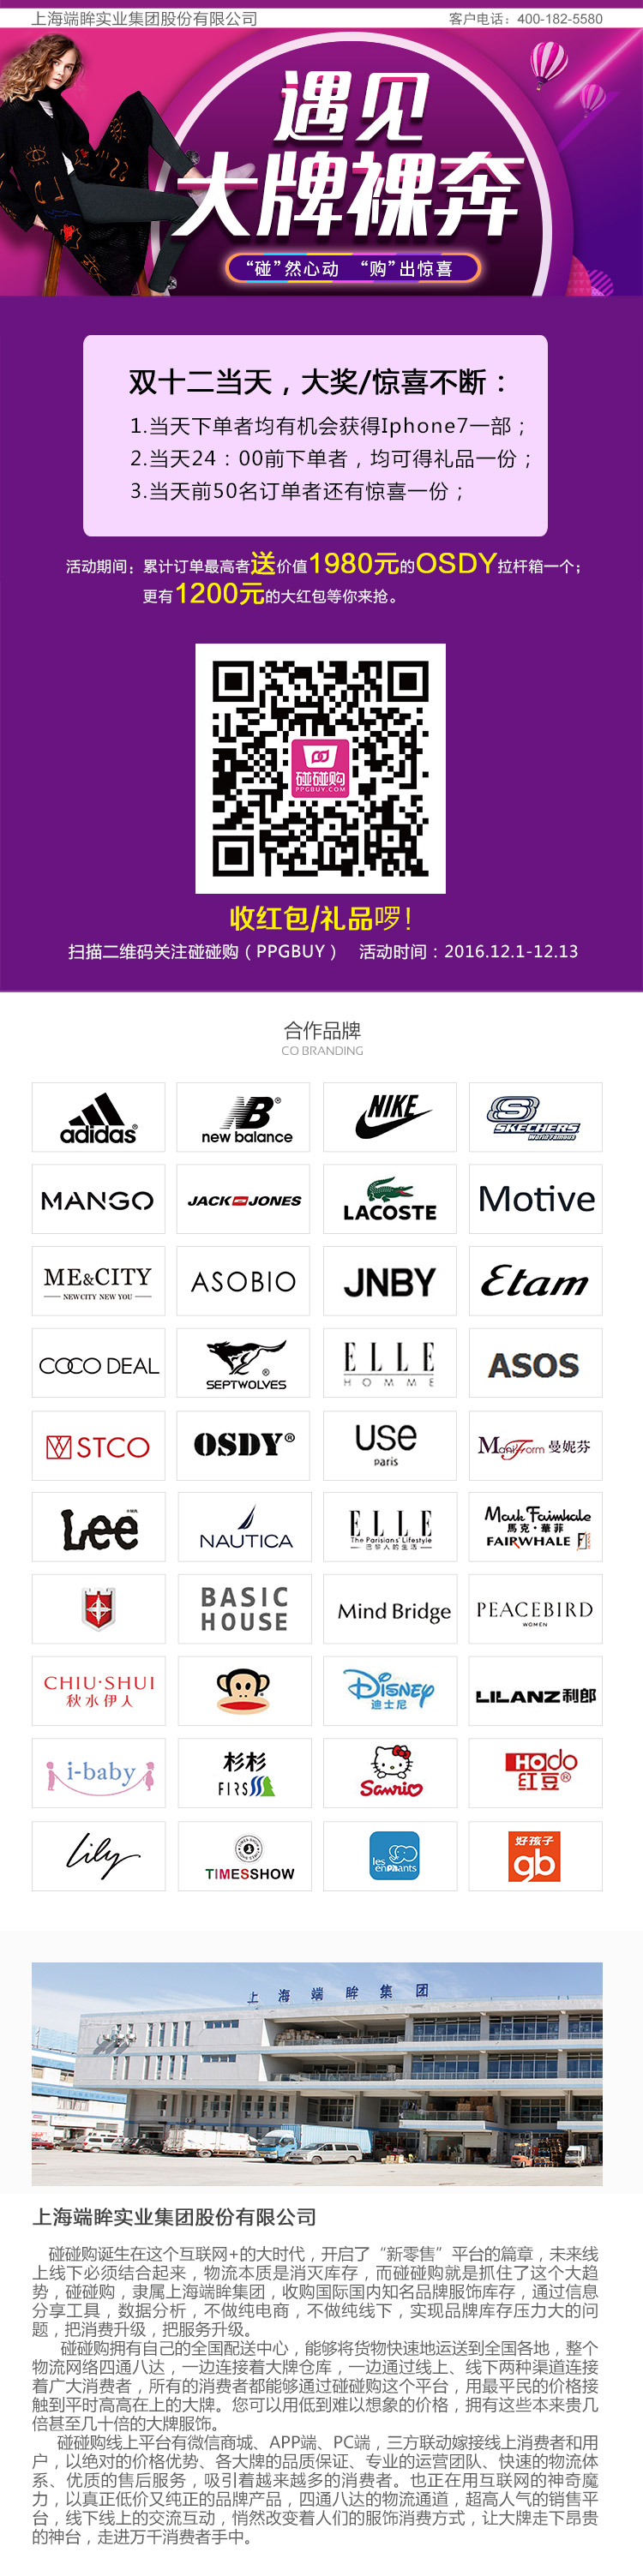 上海端眸实业集团股份有限公司 客户电话：400-182-5580
遇见
大牌裸奔
“碰”然心动 “购”出惊喜
双十二当天，大奖/惊喜不断：
1.当天下单者均有机会获得Iphone7一部；
2.当天24：00前下单者，均可得礼品一份；
3.当天前50名订单者还有惊喜一份；
活动期间：累计订单最高者送价值1980元的OSDY拉杆箱一个；
更有1200元的大红包等你来抢。
碰碰购
PPGBUY.COM
收红包/礼品啰！
扫描二维码关注碰碰购（PPGBUY） 活动时间：2016.12.1-12.13
合作品牌
CO BRANDING
adidas® new balance® NIKE SKECHERS
World Famous
MANGO JACK JONES LACOSTE Motive
ME&CITY ASOBIO JNBY Etam
NEWCITY NEW YOU
COCO DEAL SEPTWOLVES® ELLE ASOS
HOMME
STCO OSDY® USE ManiForm 曼妮芬
paris
Lee NAUTICA ELLE Mark Fairwhale
The Parisians' Lifestyle 馬克·華菲
巴黎人的生活 FAIRWHALE
BASIC HOUSE Mind Bridge PEACEBIRD
WOMEN
CHIU·SHUI DISNEY LILANZ利郎
秋水伊人 迪士尼
i-baby 杉杉 Sanrio HOdo
FIRS 红豆®
Lily TIMESSHOW les enphants 好孩子
gb
上海端眸集团
上海端眸实业集团股份有限公司
碰碰购诞生在这个互联网+的大时代，开启了“新零售”平台的篇章，未来线
上线下必须结合起来，物流本质是消灭库存，而碰碰购就是抓住了这个大趋
势，碰碰购，隶属上海端眸集团，收购国际国内知名品牌服饰库存，通过信息
分享工具，数据分析，不做纯电商，不做纯线下，实现品牌库存压力大的问
题，把消费升级，把服务升级。
碰碰购拥有自己的全国配送中心，能够将货物快速地运送到全国各地，整个
物流网络四通八达，一边连接着大牌仓库，一边通过线上、线下两种渠道连接
着广大消费者，所有的消费者都能够通过碰碰购这个平台，用最平民的价格接
触到平时高高在上的大牌。您可以用低到难以想象的价格，拥有这些本来贵几
倍甚至几十倍的大牌服饰。
碰碰购线上平台有微信商城、APP端、PC端，三方联动嫁接线上消费者和用
户，以绝对的价格优势、各大牌的品质保证、专业的运营团队、快速的物流体
系、优质的售后服务，吸引着越来越多的消费者。也正在用互联网的神奇魔
力，以真正低价又纯正的品牌产品，四通八达的物流通道，超高人气的销售平
台，线下线上的交流互动，悄然改变着人们的服饰消费方式，让大牌走下昂贵
的神台，走进万千消费者手中。